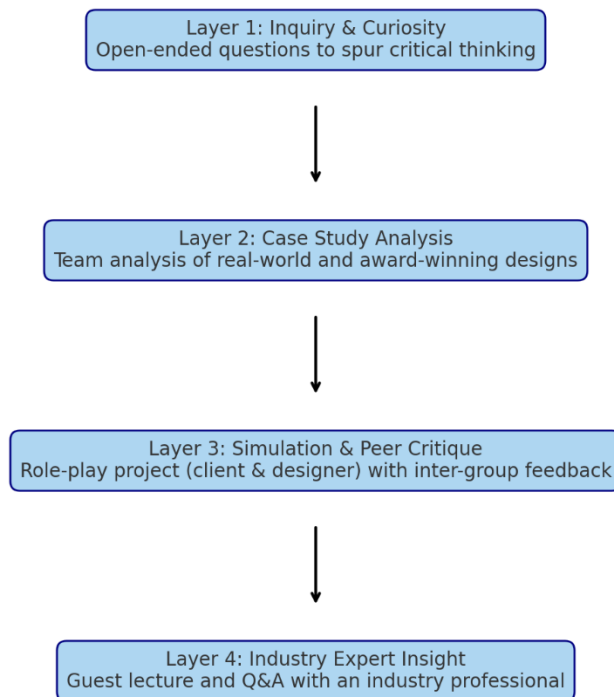 Layer 1: Inquiry & Curiosity
Open-ended questions to spur critical thinking
Layer 2: Case Study Analysis
Team analysis of real-world and award-winning designs
Layer 3: Simulation & Peer Critique
Role-play project (client & designer) with inter-group feedback
Layer 4: Industry Expert Insight
Guest lecture and Q&A with an industry professional